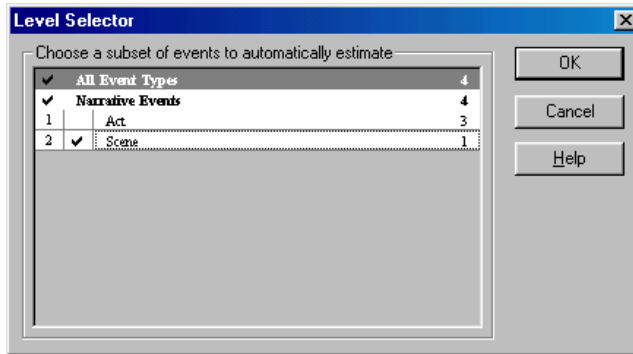 Level Selector
Choose a subset of events to automatically estimate
✔ All Event Types 4
✔ Narrative Events 4
1 Act 3
2 ✔ Scene 1
OK
Cancel
Help